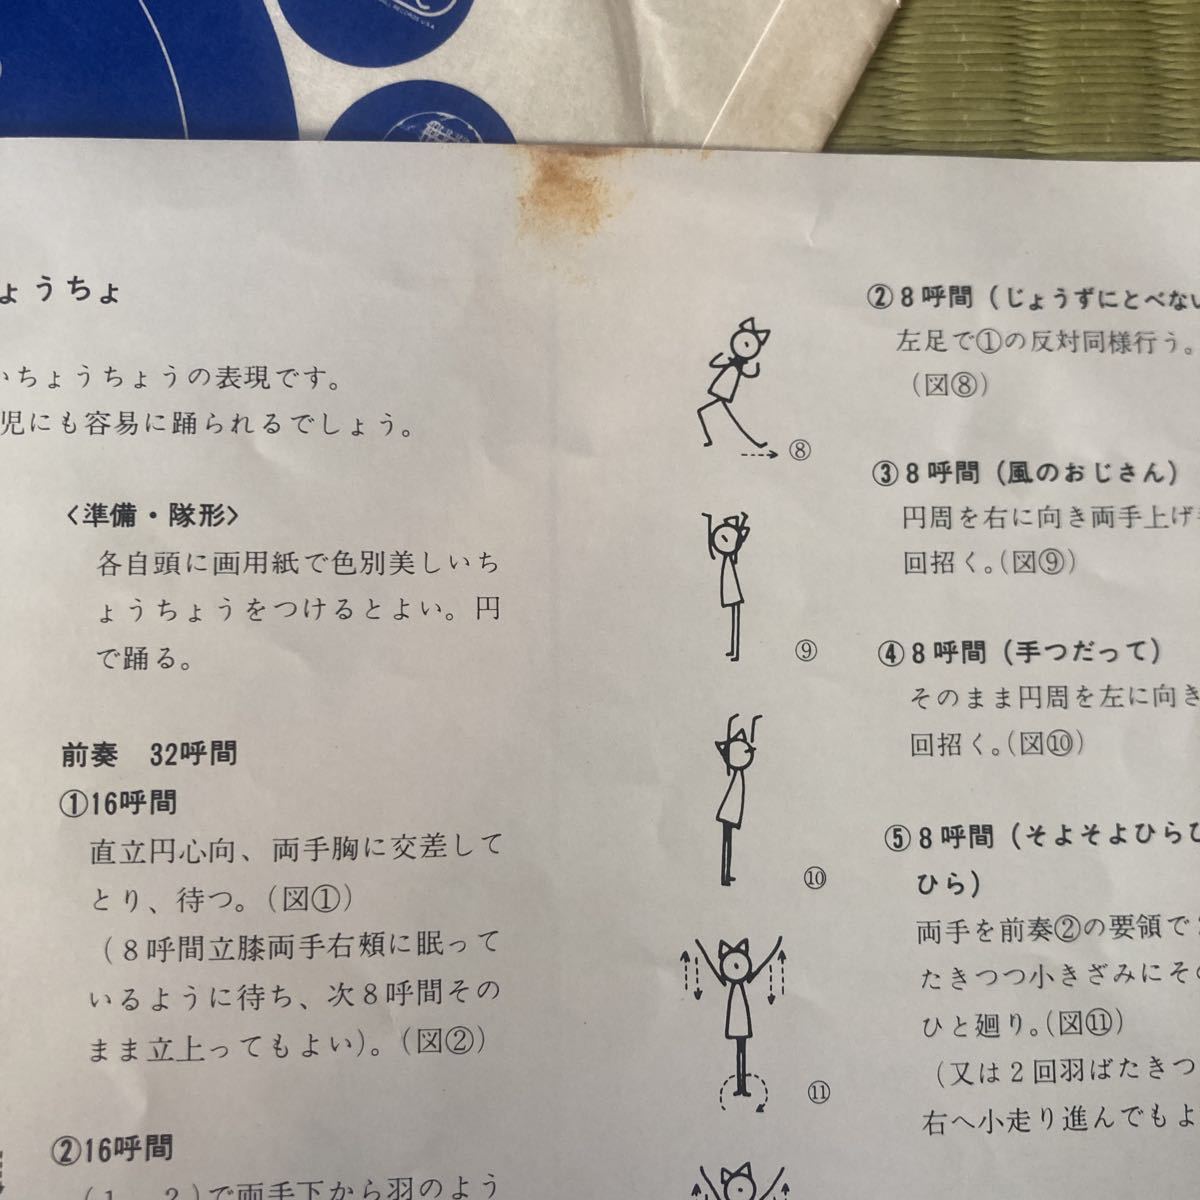 ょうちょ
いちょうちょうの表現です。
児にも容易に踊られるでしょう。
〈準備・隊形〉
各自頭に画用紙で色別美しいち
ょうちょうをつけるとよい。円
で踊る。
前奏 32呼間
①16呼間
直立円心向、両手胸に交差して
とり、待つ。(図①)
(8呼間立膝両手右頬に眠って
いるように待ち、次8呼間その
まま立上ってもよい)。(図②)
②16呼間
(1 2)で両手下から羽のよう
⑧
⑨
⑩
⑪
②8呼間(じょうずにとべない
左足で①の反対同様行う。
(図⑧)
③8呼間(風のおじさん)
円周を右に向き両手上げ
回招く。(図⑨)
④8呼間(手つだって)
そのまま円周を左に向き
回招く。(図⑩)
⑤8呼間(そよそよひらひ
ひら)
両手を前奏②の要領で
たきつつ小きざみにその
ひと廻り。(図⑪)
(又は2回羽ばたきつ
右へ小走り進んでもよ